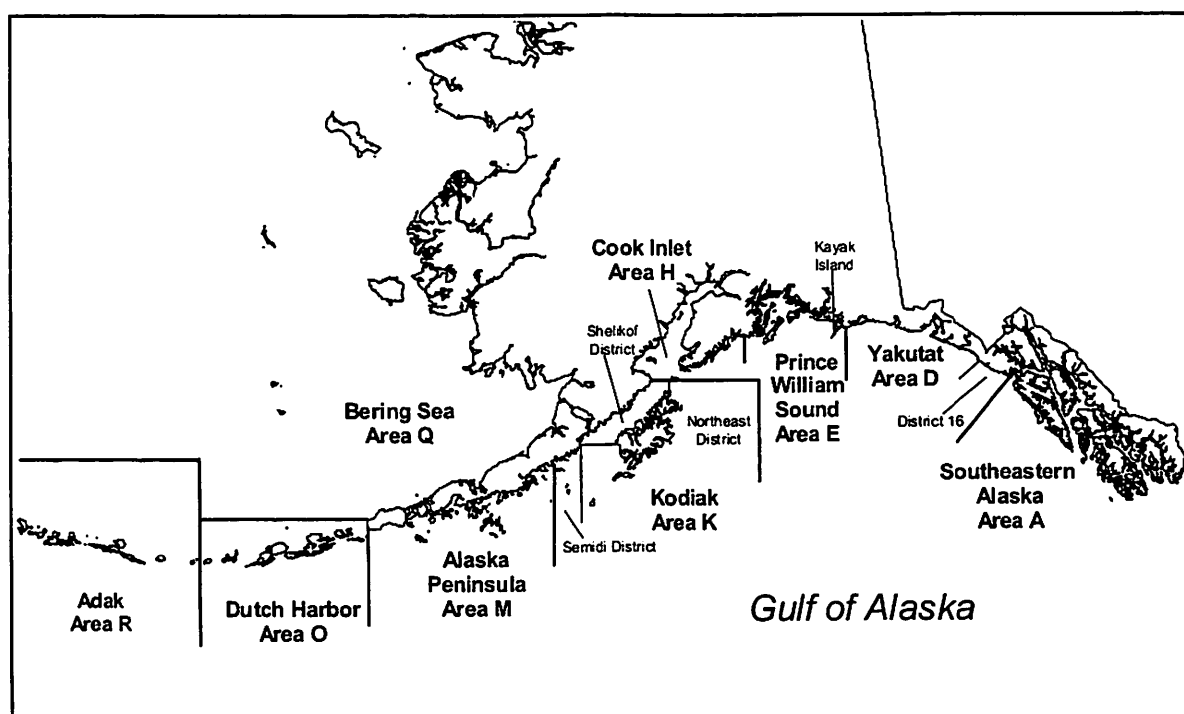 Kayak
Island
Cook Inlet
Area H
Shelikof
District
Yakutat
Area D
Prince
William
Sound
Area E
District 16
Bering Sea
Area Q
Northeast
District
Southeastern
Alaska
Area A
Kodiak
Area K
Semidi District
Alaska
Peninsula
Area M
Gulf of Alaska
Adak
Area R
Dutch Harbor
Area O